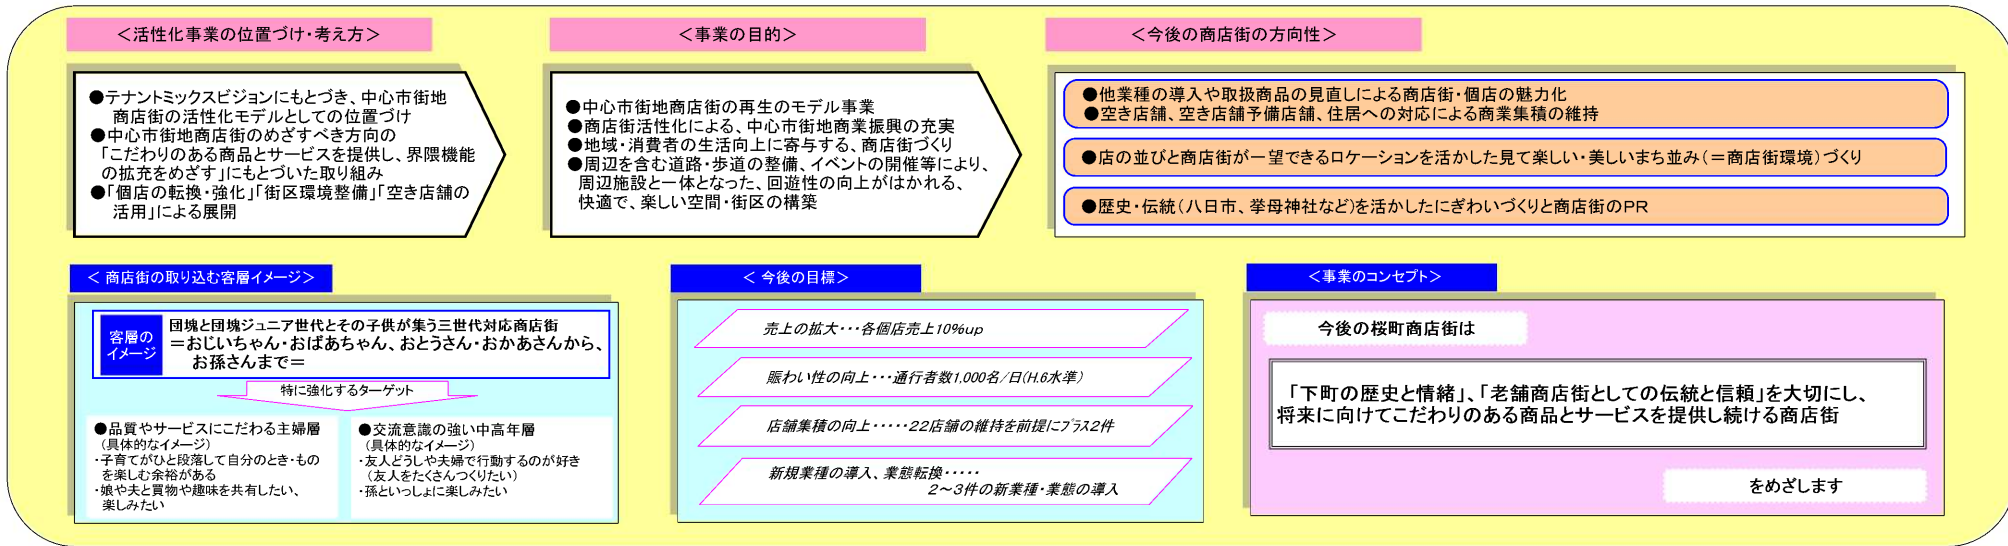 ＜活性化事業の位置づけ・考え方＞
●テナントミックスビジョンにもとづき、中心市街地
商店街の活性化モデルとしての位置づけ
●中心市街地商店街のめざすべき方向の
「こだわりのある商品とサービスを提供し、界隈機能
の拡充をめざす」にもとづいた取り組み
●「個店の転換・強化」「街区環境整備」「空き店舗の
活用」による展開
＜事業の目的＞
●中心市街地商店街の再生のモデル事業
●商店街活性化による、中心市街地商業振興の充実
●地域・消費者の生活向上に寄与する、商店街づくり
●周辺を含む道路・歩道の整備、イベントの開催等により、
周辺施設と一体となった、回遊性の向上がはかれる、
快適で、楽しい空間・街区の構築
＜今後の商店街の方向性＞
●他業種の導入や取扱商品の見直しによる商店街・個店の魅力化
●空き店舗、空き店舗予備店舗、住居への対応による商業集積の維持
●店の並びと商店街が一望できるロケーションを活かした見て楽しい・美しいまち並み（＝商店街環境）づくり
●歴史・伝統（八日市、挙母神社など）を活かしたにぎわいづくりと商店街のPR
＜ 商店街の取り込む客層イメージ＞
客層の
イメージ
団塊と団塊ジュニア世代とその子供が集う三世代対応商店街
＝おじいちゃん・おばあちゃん、おとうさん・おかあさんから、
お孫さんまで＝
特に強化するターゲット
●品質やサービスにこだわる主婦層
（具体的なイメージ）
・子育てがひと段落して自分のとき・もの
を楽しむ余裕がある
・娘や夫と買物や趣味を共有したい、
楽しみたい
●交流意識の強い中高年層
（具体的なイメージ）
・友人どうしや夫婦で行動するのが好き
（友人をたくさんつくりたい）
・孫といっしょに楽しみたい
＜ 今後の目標＞
売上の拡大・・・各個店売上10％up
賑わい性の向上・・・通行者数1,000名/日（H.6水準）
店舗集積の向上・・・・・22店舗の維持を前提にﾌﾟﾗｽ2件
新規業種の導入、業態転換・・・・・
2～3件の新業種・業態の導入
＜事業のコンセプト＞
今後の桜町商店街は
「下町の歴史と情緒」、「老舗商店街としての伝統と信頼」を大切にし、
将来に向けてこだわりのある商品とサービスを提供し続ける商店街
をめざします